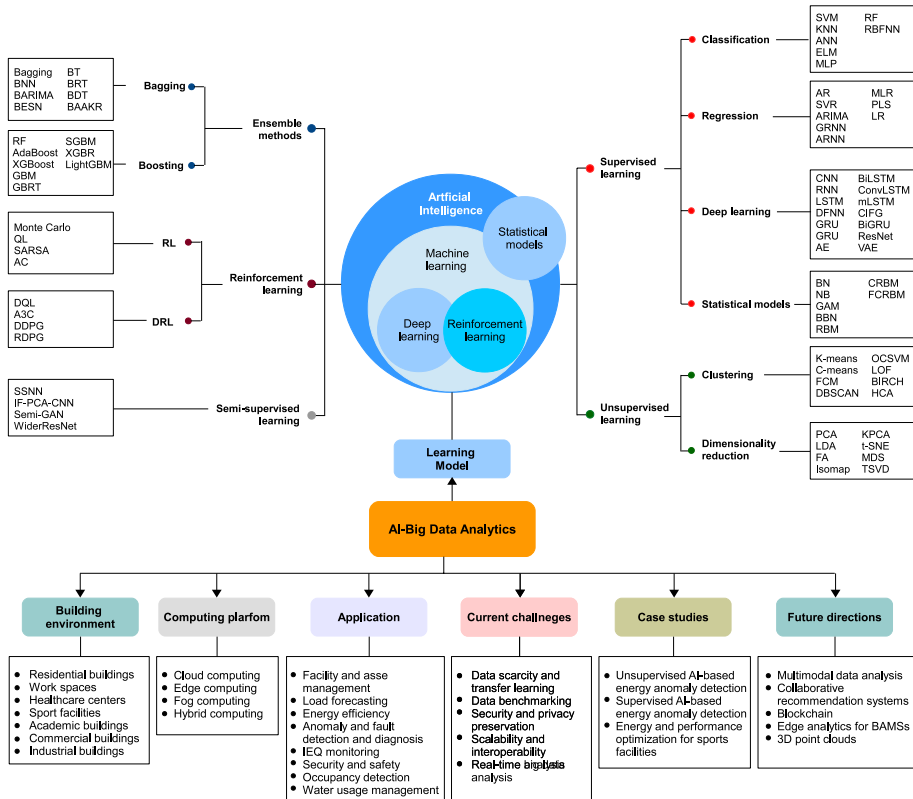 Bagging BT
BNN BRT
BARIMA BDT
BESN BAAKR
Bagging
RF SGBM
AdaBoost XGBR
XGBoost LightGBM
GBM
GBRT
Boosting
Ensemble
methods
Monte Carlo
QL
SARSA
AC
RL
DQL
A3C
DDPG
RDPG
DRL
Reinforcement
learning
SSNN
IF-PCA-CNN
Semi-GAN
WiderResNet
Semi-supervised
learning
Artficial
Intelligence
Statistical
models
Machine
learning
Deep
learning
Reinforcement
learning
Supervised
learning
Classification
SVM RF
KNN RBFNN
ANN
ELM
MLP
Regression
AR MLR
SVR PLS
ARIMA LR
GRNN
ARNN
Deep learning
CNN BiLSTM
RNN ConvLSTM
LSTM mLSTM
DFNN CIFG
GRU BiGRU
GRU ResNet
AE VAE
Statistical models
BN CRBM
NB FCRBM
GAM
BBN
RBM
Unsupervised
learning
Clustering
K-means OCSVM
C-means LOF
FCM BIRCH
DBSCAN HCA
Dimensionality
reduction
PCA KPCA
LDA t-SNE
FA MDS
Isomap TSVD
Learning
Model
AI-Big Data Analytics
Building
environment
Computing plarfom
Application
Current challneges
Case studies
Future directions
● Residential buildings
● Work spaces
● Healthcare centers
● Sport facilities
● Academic buildings
● Commercial buildings
● Industrial buildings
● Cloud computing
● Edge computing
● Fog computing
● Hybrid computing
● Facility and asse
management
● Load forecasting
● Energy efficiency
● Anomaly and fault
detection and diagnosis
● IEQ monitoring
● Security and safety
● Occupancy detection
● Water usage management
● Data scarcity and
transfer learning
● Data benchmarking
● Security and privacy
preservation
● Scalability and
interoperability
● Real-time
analysis
● Unsupervised AI-based
energy anomaly detection
● Supervised AI-based
energy anomaly detection
● Energy and performance
optimization for sports
facilities
● Multimodal data analysis
● Collaborative
recommendation systems
● Blockchain
● Edge analytics for BAMSs
● 3D point clouds